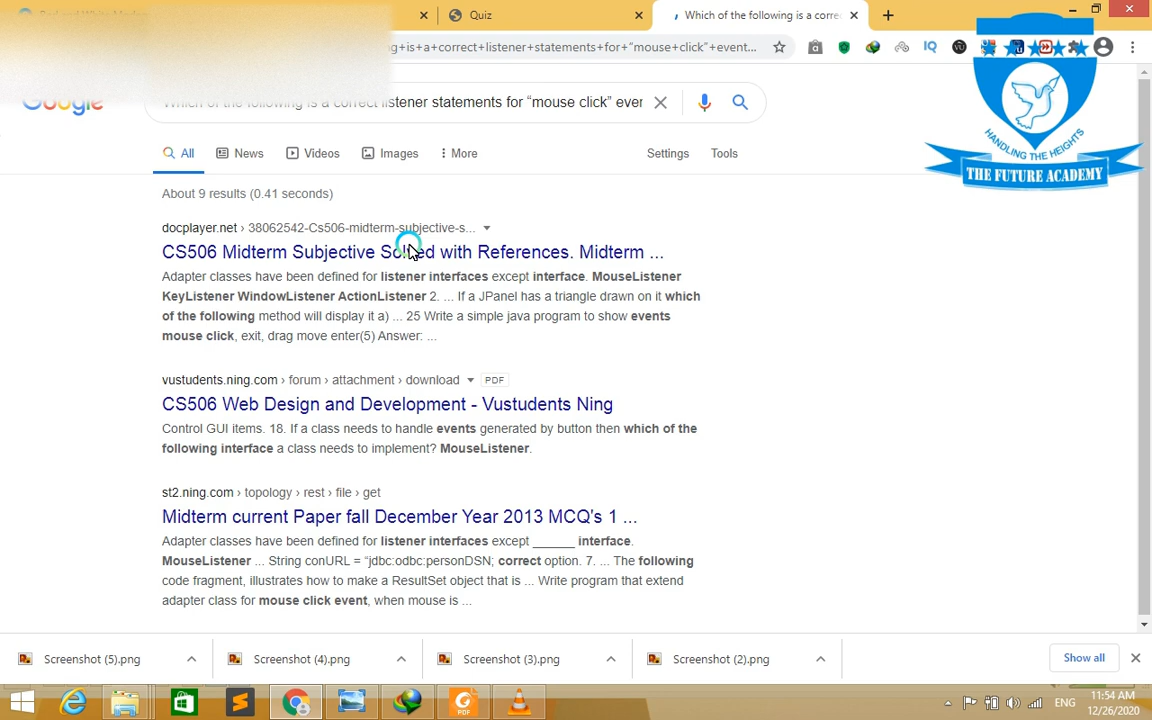 Quiz
Which of the following is a corre
g+is+a+correct+listener+statements+for+"mouse+click"+event...
IQ
VU
Google
Which of the following is a correct listener statements for “mouse click” ever
HANDLING THE HEIGHTS
THE FUTURE ACADEMY
All
News
Videos
Images
More
Settings
Tools
About 9 results (0.41 seconds)
docplayer.net › 38062542-Cs506-midterm-subjective-s...
CS506 Midterm Subjective Solved with References. Midterm ...
Adapter classes have been defined for listener interfaces except interface. MouseListener
KeyListener WindowListener ActionListener 2. ... If a JPanel has a triangle drawn on it which
of the following method will display it a) ... 25 Write a simple java program to show events
mouse click, exit, drag move enter(5) Answer: ...
vustudents.ning.com › forum › attachment › download PDF
CS506 Web Design and Development - Vustudents Ning
Control GUI items. 18. If a class needs to handle events generated by button then which of the
following interface a class needs to implement? MouseListener.
st2.ning.com › topology › rest › file › get
Midterm current Paper fall December Year 2013 MCQ's 1 ...
Adapter classes have been defined for listener interfaces except ______ interface.
MouseListener ... String conURL = “jdbc:odbc:personDSN; correct option. 7. ... The following
code fragment, illustrates how to make a ResultSet object that is ... Write program that extend
adapter class for mouse click event, when mouse is ...
Screenshot (5).png
Screenshot (4).png
Screenshot (3).png
Screenshot (2).png
Show all
PDF
ENG
11:54 AM
12/26/2020